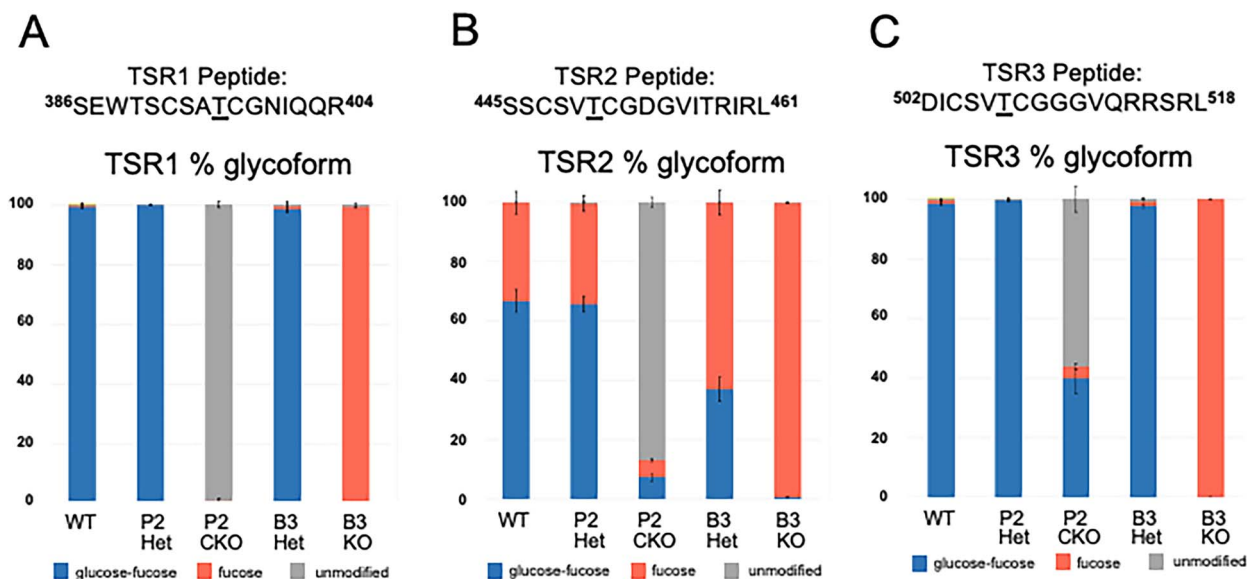 A
TSR1 Peptide:
³⁸⁶SEWTSCSATCGNIQQR⁴⁰⁴
TSR1 % glycoform
100
80
60
40
20
0
WT
P2 Het
P2 CKO
B3 Het
B3 KO
glucose-fucose fucose unmodified
B
TSR2 Peptide:
⁴⁴⁵SSCSVTCGDGVITRIRL⁴⁶¹
TSR2 % glycoform
100
80
60
40
20
0
WT
P2 Het
P2 CKO
B3 Het
B3 KO
glucose-fucose fucose unmodified
C
TSR3 Peptide:
⁵⁰²DICSVTCGGGVQRRSRL⁵¹⁸
TSR3 % glycoform
100
80
60
40
20
0
WT
P2 Het
P2 CKO
B3 Het
B3 KO
glucose-fucose fucose unmodified